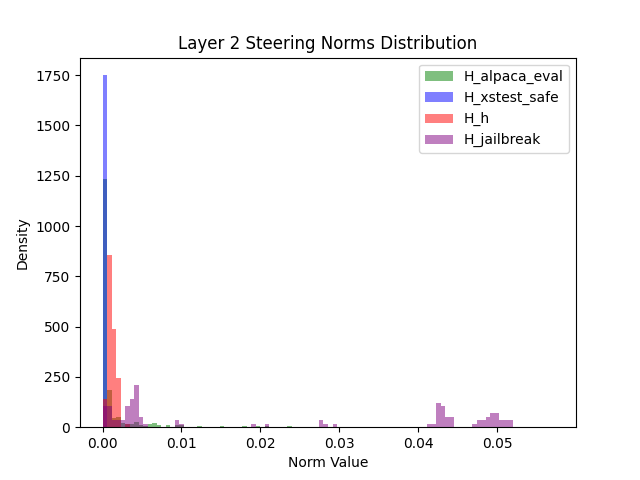 Layer 2 Steering Norms Distribution
H_alpaca_eval
H_xstest_safe
H_h
H_jailbreak
Density
1750
1500
1250
1000
750
500
250
0
0.00 0.01 0.02 0.03 0.04 0.05
Norm Value